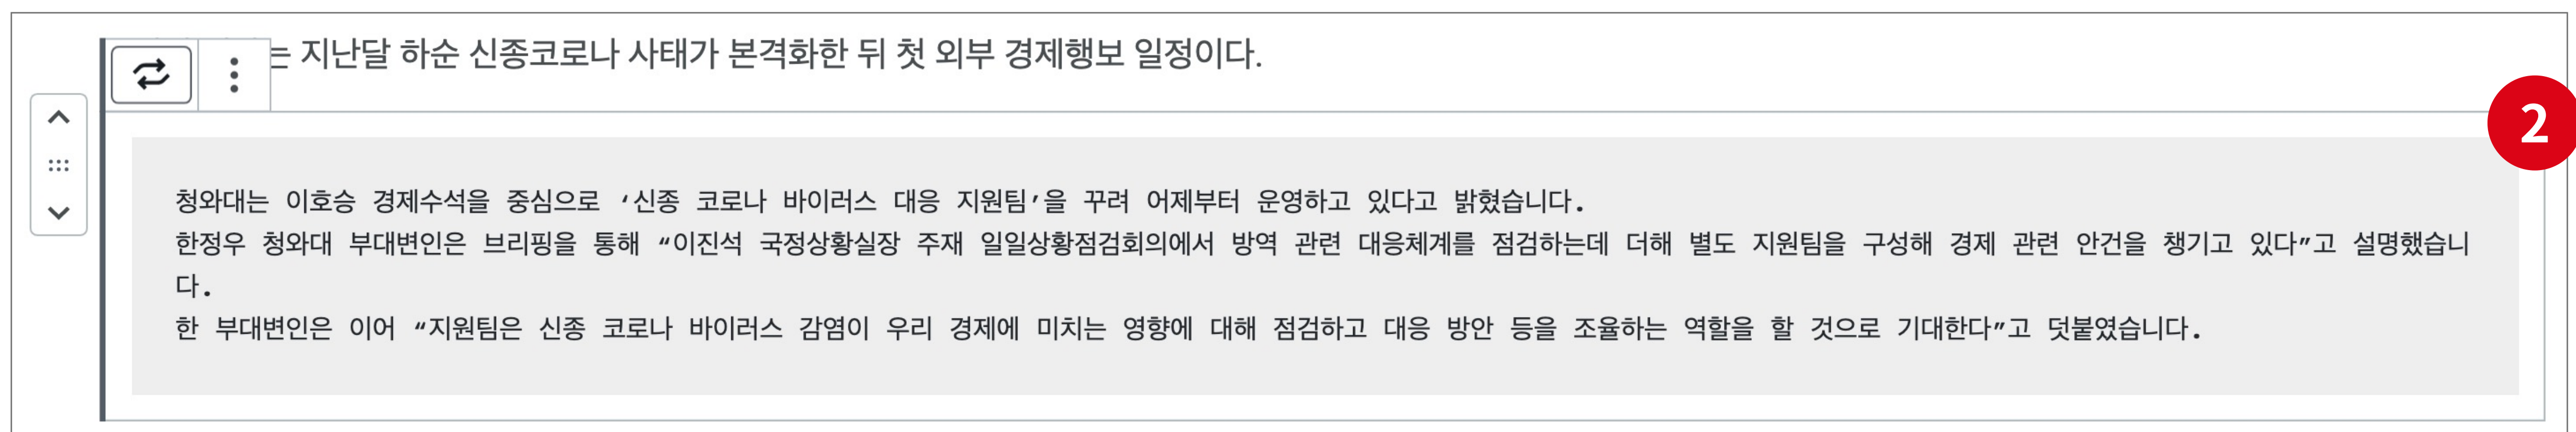 는 지난달 하순 신종코로나 사태가 본격화한 뒤 첫 외부 경제행보 일정이다.
2
청와대는 이호승 경제수석을 중심으로 ‘신종 코로나 바이러스 대응 지원팀’을 꾸려 어제부터 운영하고 있다고 밝혔습니다.
한정우 청와대 부대변인은 브리핑을 통해 “이진석 국정상황실장 주재 일일상황점검회의에서 방역 관련 대응체계를 점검하는데 더해 별도 지원팀을 구성해 경제 관련 안건을 챙기고 있다”고 설명했습니
다.
한 부대변인은 이어 “지원팀은 신종 코로나 바이러스 감염이 우리 경제에 미치는 영향에 대해 점검하고 대응 방안 등을 조율하는 역할을 할 것으로 기대한다”고 덧붙였습니다.